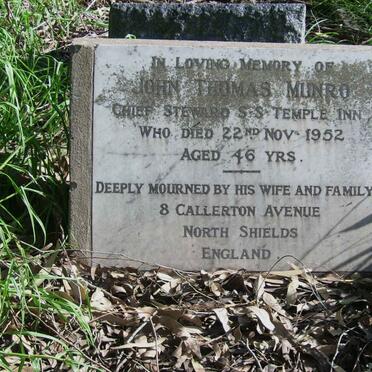 IN LOVING MEMORY OF
JOHN THOMAS MUNRO
CHIEF STEWARD S.S. TEMPLE INN
WHO DIED 22ND NOV. 1952
AGED 46 YRS.
DEEPLY MOURNED BY HIS WIFE AND FAMILY
8 CALLERTON AVENUE
NORTH SHIELDS
ENGLAND